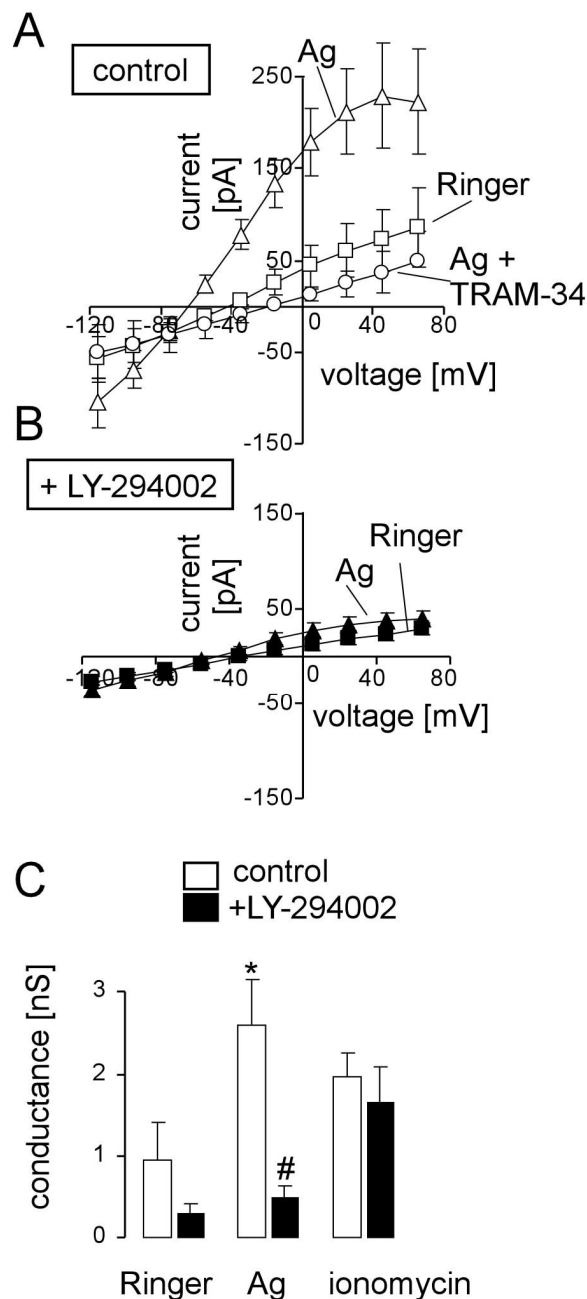 A
control
Ag
250
current
[pA]
150
Ringer
50
Ag +
TRAM-34
-120 -80 -40 0 40 80
-50
voltage [mV]
-150
B
+ LY-294002
150
current
[pA]
Ringer
Ag
50
-120 -80 -40 0 40 80
-50
voltage [mV]
-150
C
control
+LY-294002
conductance [nS]
3
*
2
1
#
0
Ringer Ag ionomycin